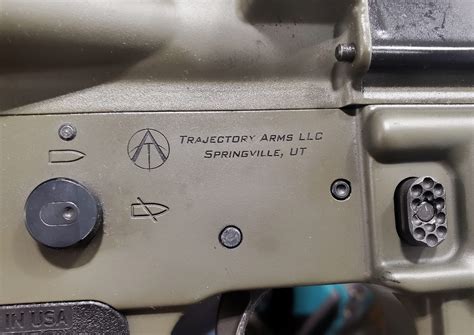 TRAJECTORY ARMS LLC
SPRINGVILLE, UT
IN USA